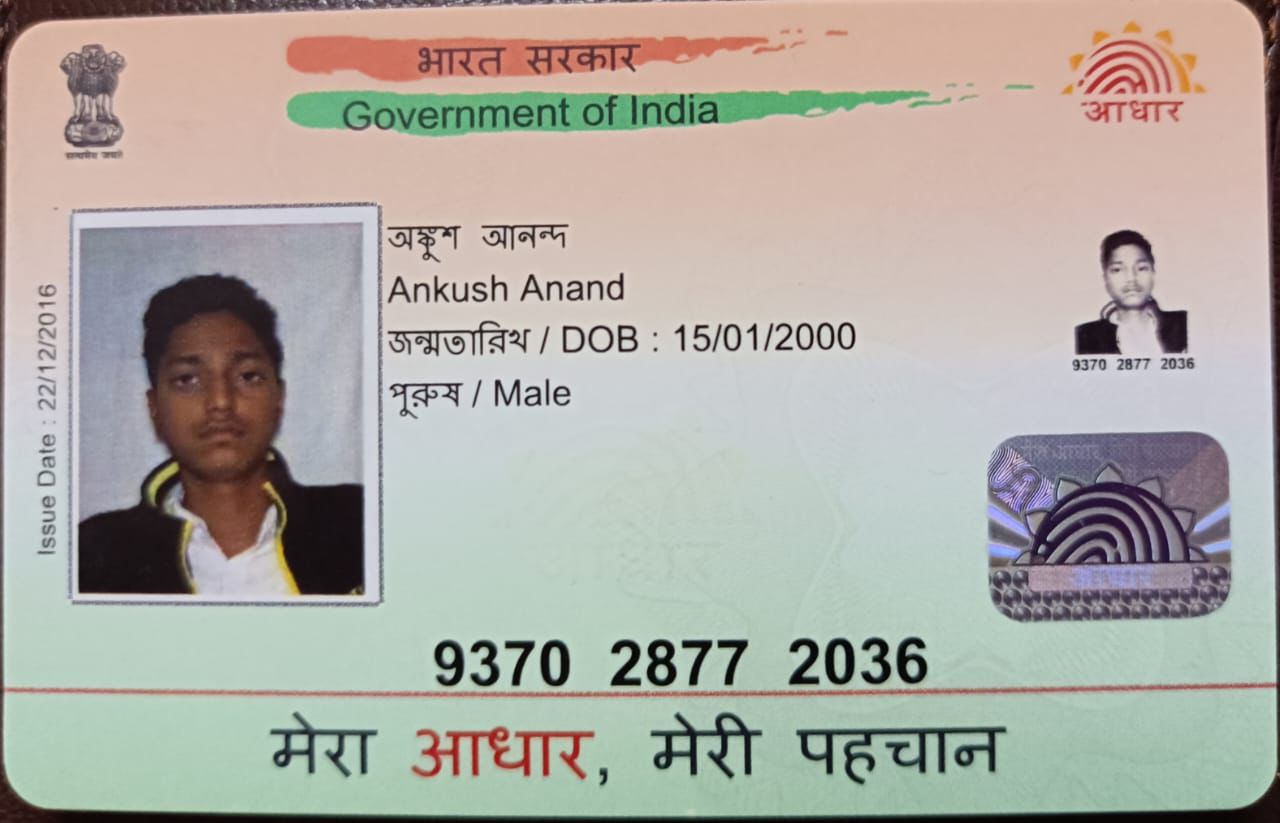 भारत सरकार
Government of India
आधार
सत्यमेव जयते
অঙ্কুশ আনন্দ
Ankush Anand
জন্মতারিখ / DOB : 15/01/2000
পুরুষ / Male
Issue Date : 22/12/2016
9370 2877 2036
9370 2877 2036
मेरा आधार, मेरी पहचान